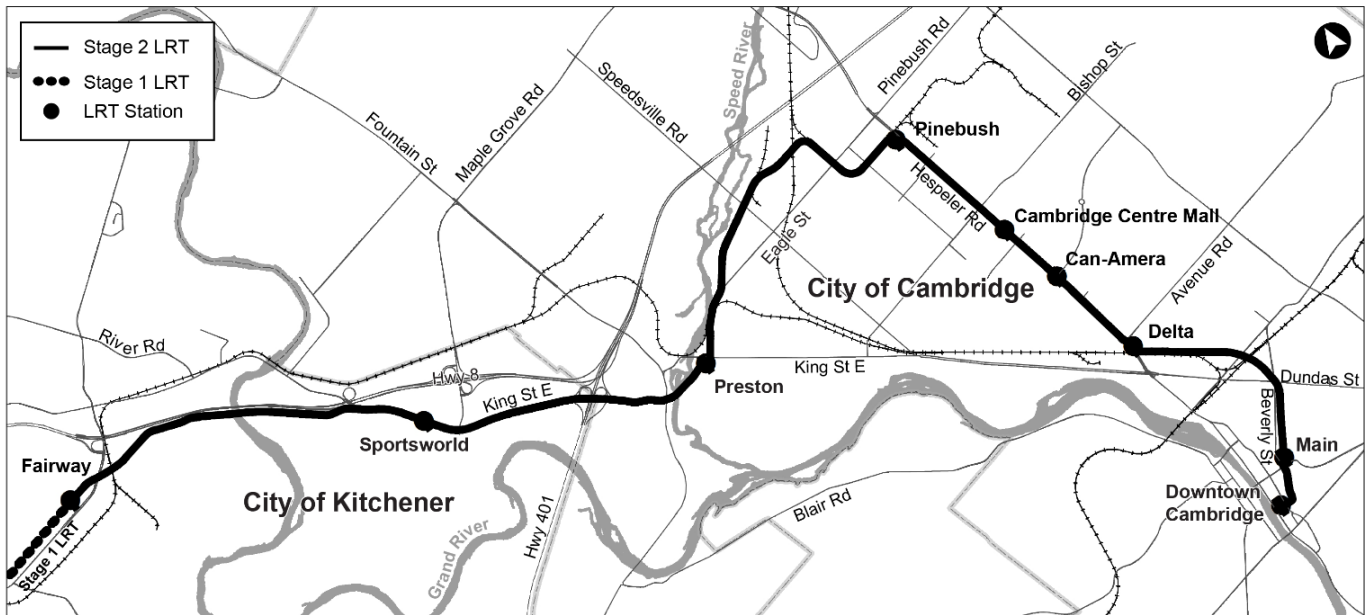 Stage 2 LRT
Stage 1 LRT
LRT Station
Speed River
Pinebush Rd
Bishop St
Speedsville Rd
Maple Grove Rd
Fountain St
Pinebush
Hespeler Rd
Cambridge Centre Mall
Eagle St
Can-Amera
Avenue Rd
City of Cambridge
River Rd
Delta
Hwy 8
King St E
King St E
Preston
Dundas St
Sportsworld
Beverly St
Main
Fairway
City of Kitchener
Downtown
Cambridge
Blair Rd
Hwy 401
Grand River
Stage 1 LRT